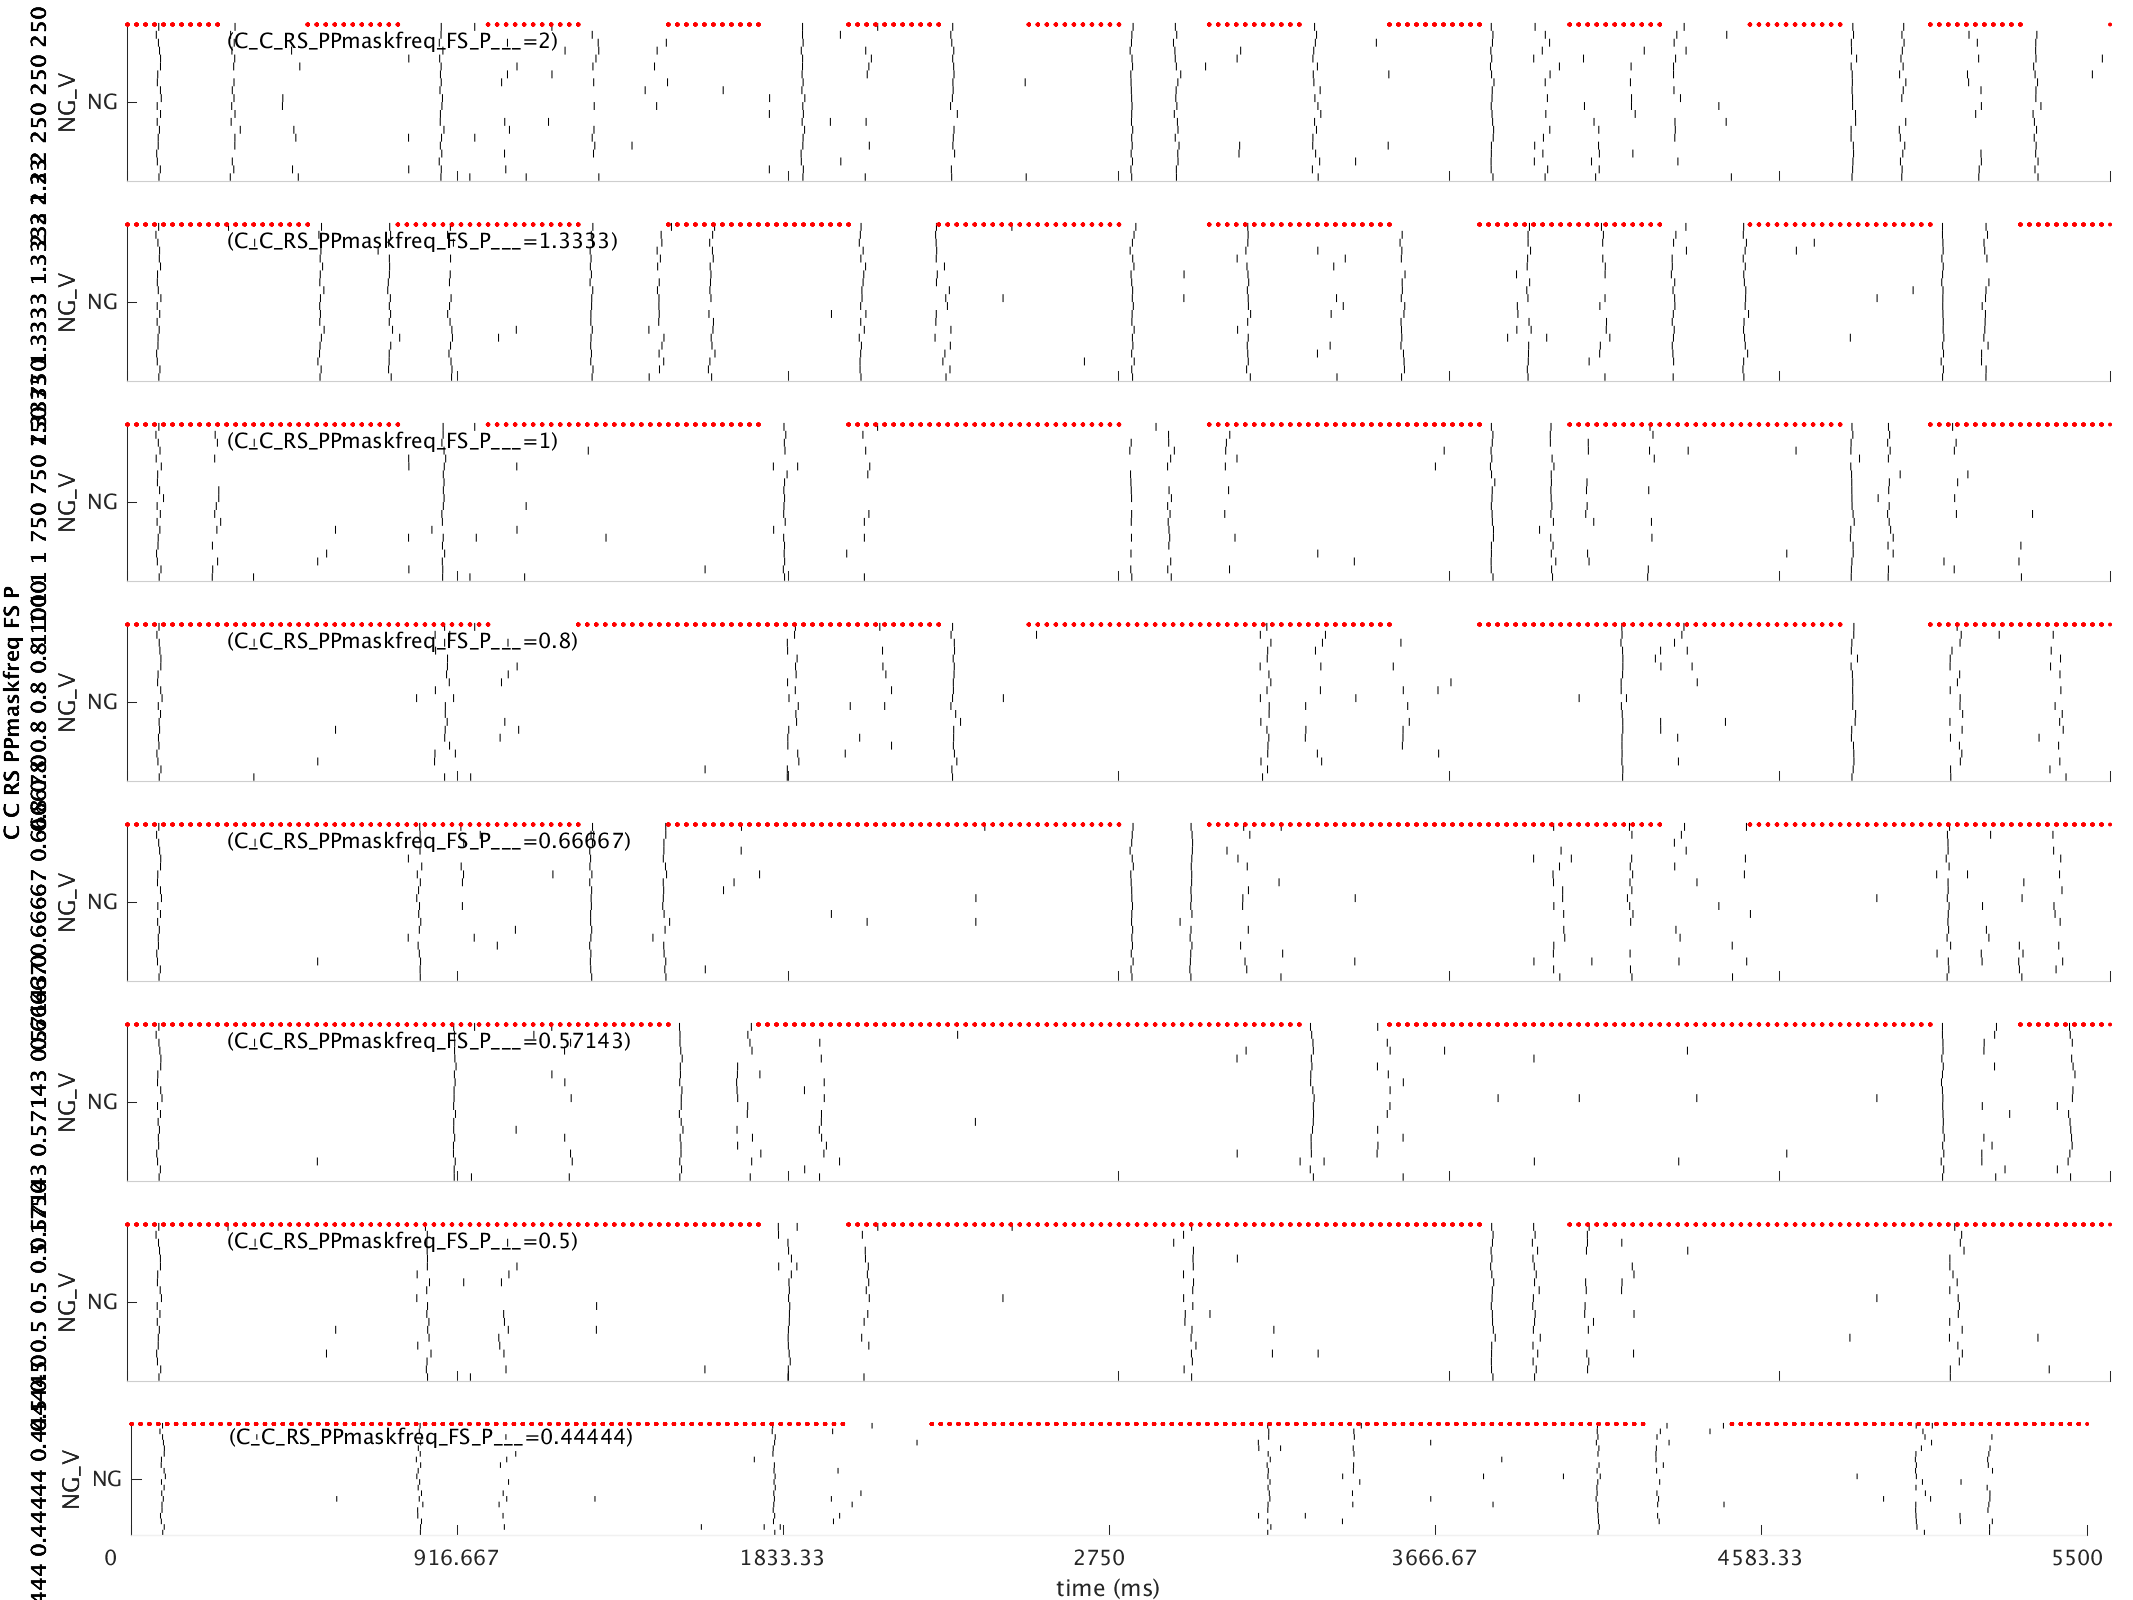 (C_C_RS_PPmaskfreq_FS_P___=2)
NG_V
NG
(C_C_RS_PPmaskfreq_FS_P___=1.3333)
NG_V
NG
(C_C_RS_PPmaskfreq_FS_P___=1)
NG_V
NG
(C_C_RS_PPmaskfreq_FS_P___=0.8)
NG_V
NG
C C RS PPmaskfreq FS P
(C_C_RS_PPmaskfreq_FS_P___=0.66667)
NG_V
NG
(C_C_RS_PPmaskfreq_FS_P___=0.57143)
NG_V
NG
(C_C_RS_PPmaskfreq_FS_P___=0.5)
NG_V
NG
(C_C_RS_PPmaskfreq_FS_P___=0.44444)
NG_V
NG
0 916.667 1833.33 2750 3666.67 4583.33 5500
time (ms)